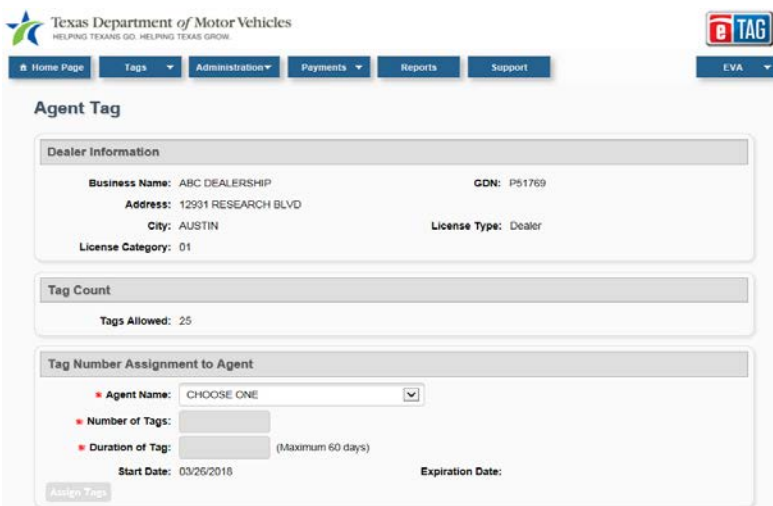 Texas Department of Motor Vehicles
HELPING TEXANS GO. HELPING TEXAS GROW.
e TAG
Home Page Tags Administration Payments Reports Support EVA
Agent Tag
Dealer Information
Business Name: ABC DEALERSHIP GDN: P51769
Address: 12931 RESEARCH BLVD
City: AUSTIN License Type: Dealer
License Category: 01
Tag Count
Tags Allowed: 25
Tag Number Assignment to Agent
* Agent Name: CHOOSE ONE
* Number of Tags:
* Duration of Tag: (Maximum 60 days)
Start Date: 03/26/2018 Expiration Date:
Assign Tags